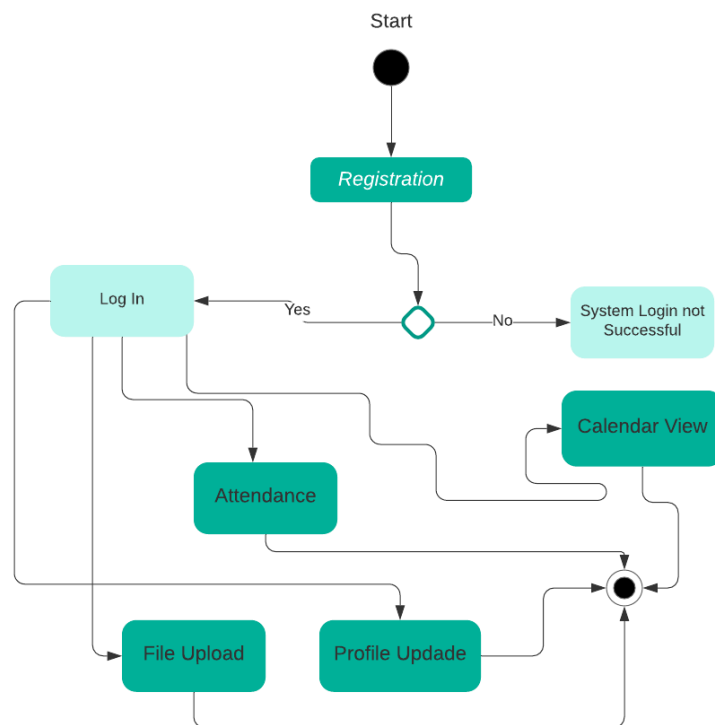 Start
Registration
Log In
Yes
No
System Login not
Successful
Calendar View
Attendance
File Upload
Profile Updade